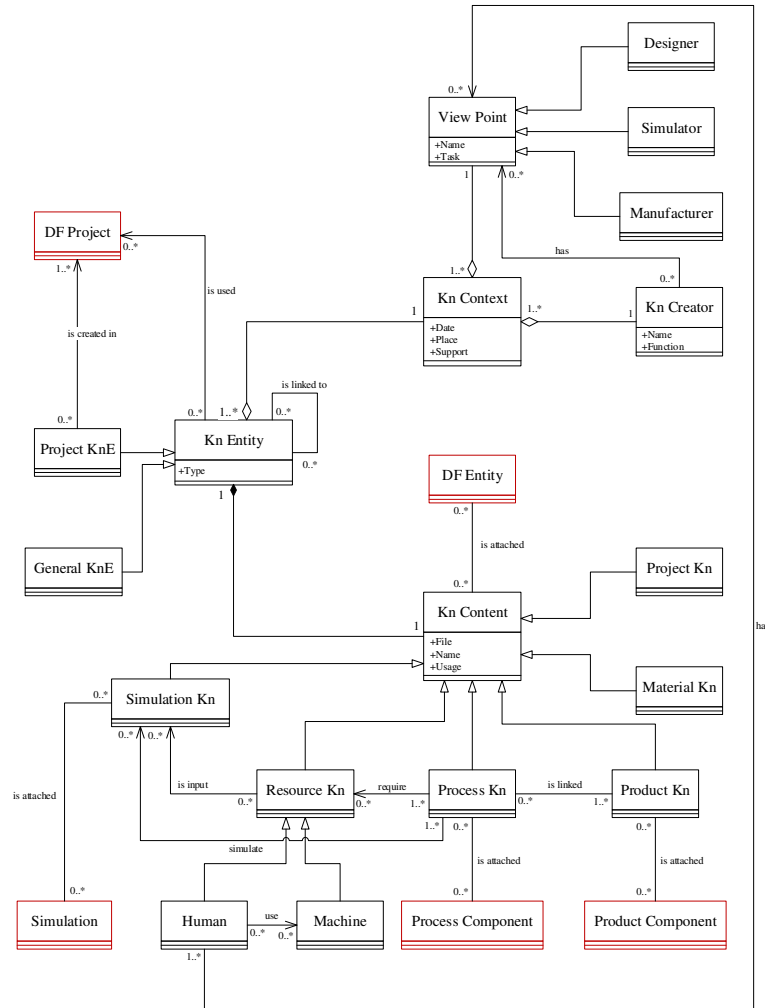 Designer
0..*
View Point
+Name
+Task
Simulator
1
0..*
Manufacturer
DF Project
0..*
1..*
has
is used
1..*
0..*
Kn Context
+Date
+Place
+Support
1
1..*
1
Kn Creator
+Name
+Function
is created in
is linked to
0..*
0..*
1..*
0..*
Project KnE
Kn Entity
+Type
0..*
1
DF Entity
0..*
is attached
General KnE
Project Kn
0..*
Kn Content
+File
+Name
+Usage
1
ha
0..*
Simulation Kn
Material Kn
0..*
0..*
is attached
is input
Resource Kn
require
Process Kn
is linked
Product Kn
0..*
0..*
1..*
0..*
1..*
1..*
0..*
0..*
simulate
is attached
is attached
0..*
0..*
0..*
Simulation
Human
use
Machine
Process Component
Product Component
0..*
0..*
1..*